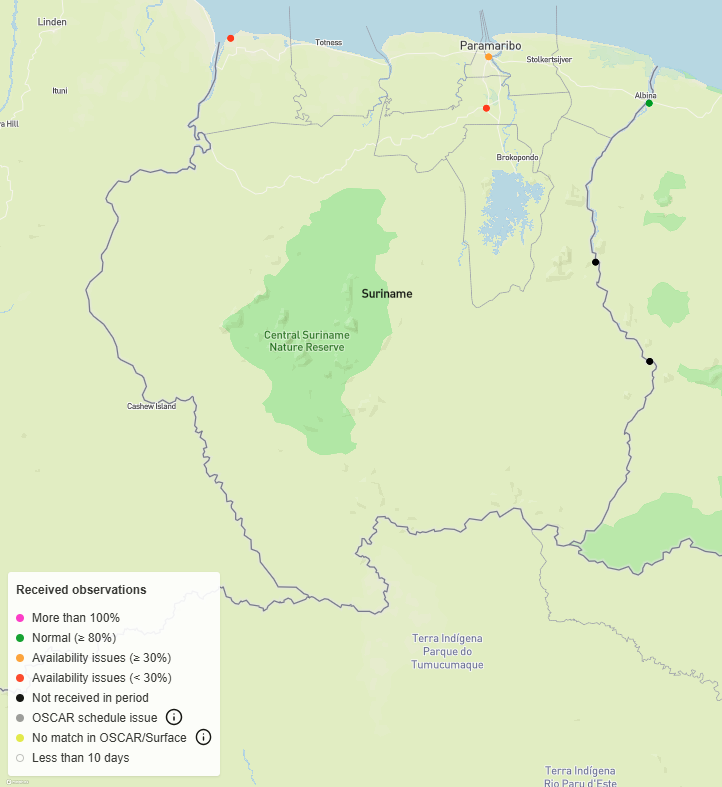 Linden
Totness
Paramaribo
Stolkertsijver
Ituni
Albina
a Hill
Brokopondo
Suriname
Central Suriname
Nature Reserve
Cashew Island
Received observations
More than 100%
Normal (≥ 80%)
Availability issues (≥ 30%)
Availability issues (< 30%)
Not received in period
OSCAR schedule issue
No match in OSCAR/Surface
Less than 10 days
Terra Indígena
Parque do
Tumucumaque
Terra Indígena
Rio Paru d'Este